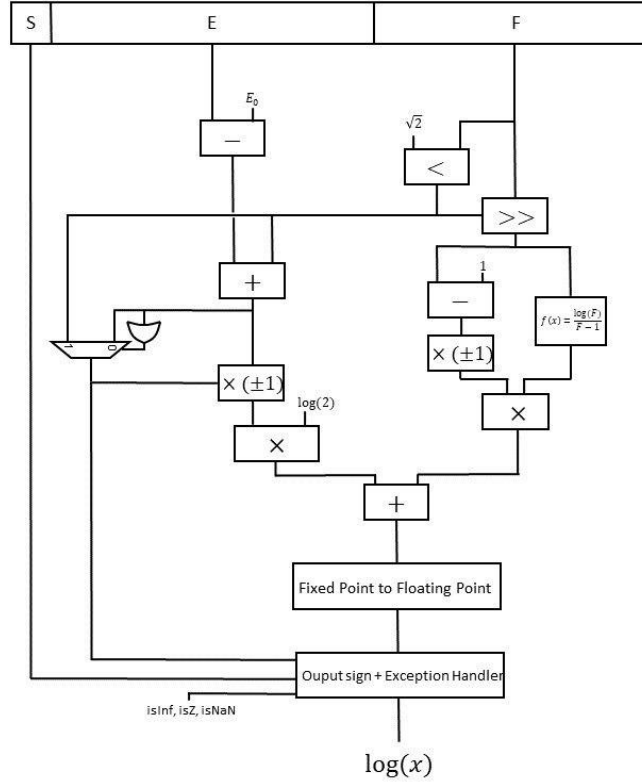 S E F
E₀
−
√2
<
>>
+
1
−
f(x) = log(F) / F − 1
1 0
× (±1)
× (±1)
log(2)
×
×
+
Fixed Point to Floating Point
Ouput sign + Exception Handler
isInf, isZ, isNaN
log(x)